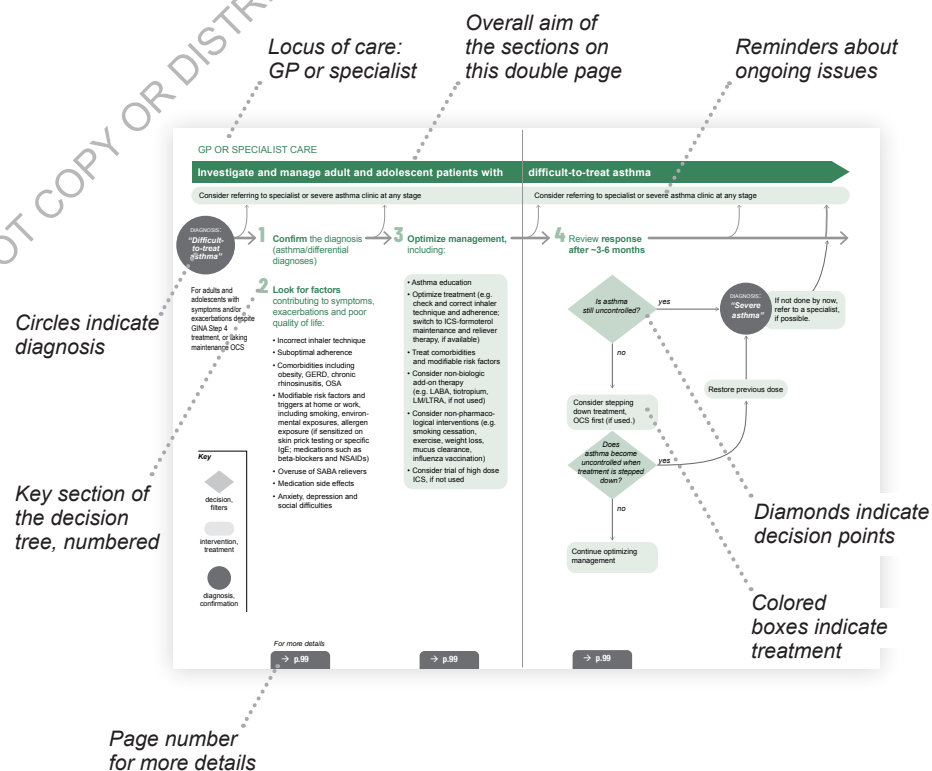 OT COPY OR DISTR
Locus of care:
GP or specialist
Overall aim of
the sections on
this double page
Reminders about
ongoing issues
GP OR SPECIALIST CARE
Investigate and manage adult and adolescent patients with difficult-to-treat asthma
Consider referring to specialist or severe asthma clinic at any stage
Consider referring to specialist or severe asthma clinic at any stage
DIAGNOSIS:
"Difficult-
to-treat
asthma"
For adults and
adolescents with
symptoms and/or
exacerbations despite
GINA Step 4
treatment, or taking
maintenance OCS
1 Confirm the diagnosis
(asthma/differential
diagnoses)
2 Look for factors
contributing to symptoms,
exacerbations and poor
quality of life:
• Incorrect inhaler technique
• Suboptimal adherence
• Comorbidities including
obesity, GERD, chronic
rhinosinusitis, OSA
• Modifiable risk factors and
triggers at home or work,
including smoking, environ-
mental exposures, allergen
exposure (if sensitized on
skin prick testing or specific
IgE; medications such as
beta-blockers and NSAIDs)
• Overuse of SABA relievers
• Medication side effects
• Anxiety, depression and
social difficulties
3 Optimize management,
including:
• Asthma education
• Optimize treatment (e.g.
check and correct inhaler
technique and adherence;
switch to ICS-formoterol
maintenance and reliever
therapy, if available)
• Treat comorbidities
and modifiable risk factors
• Consider non-biologic
add-on therapy
(e.g. LABA, tiotropium,
LM/LTRA, if not used)
• Consider non-pharmaco-
logical interventions (e.g.
smoking cessation,
exercise, weight loss,
mucus clearance,
influenza vaccination)
• Consider trial of high dose
ICS, if not used
4 Review response
after ~3-6 months
Is asthma
still uncontrolled?
yes
no
DIAGNOSIS:
"Severe
asthma"
If not done by now,
refer to a specialist,
if possible.
Restore previous dose
Consider stepping
down treatment,
OCS first (if used.)
Does
asthma become
uncontrolled when
treatment is stepped
down?
yes
no
Continue optimizing
management
Key
decision,
filters
intervention,
treatment
diagnosis,
confirmation
For more details
→ p.99
→ p.99
→ p.99
Circles indicate
diagnosis
Key section of
the decision
tree, numbered
Diamonds indicate
decision points
Colored
boxes indicate
treatment
Page number
for more details